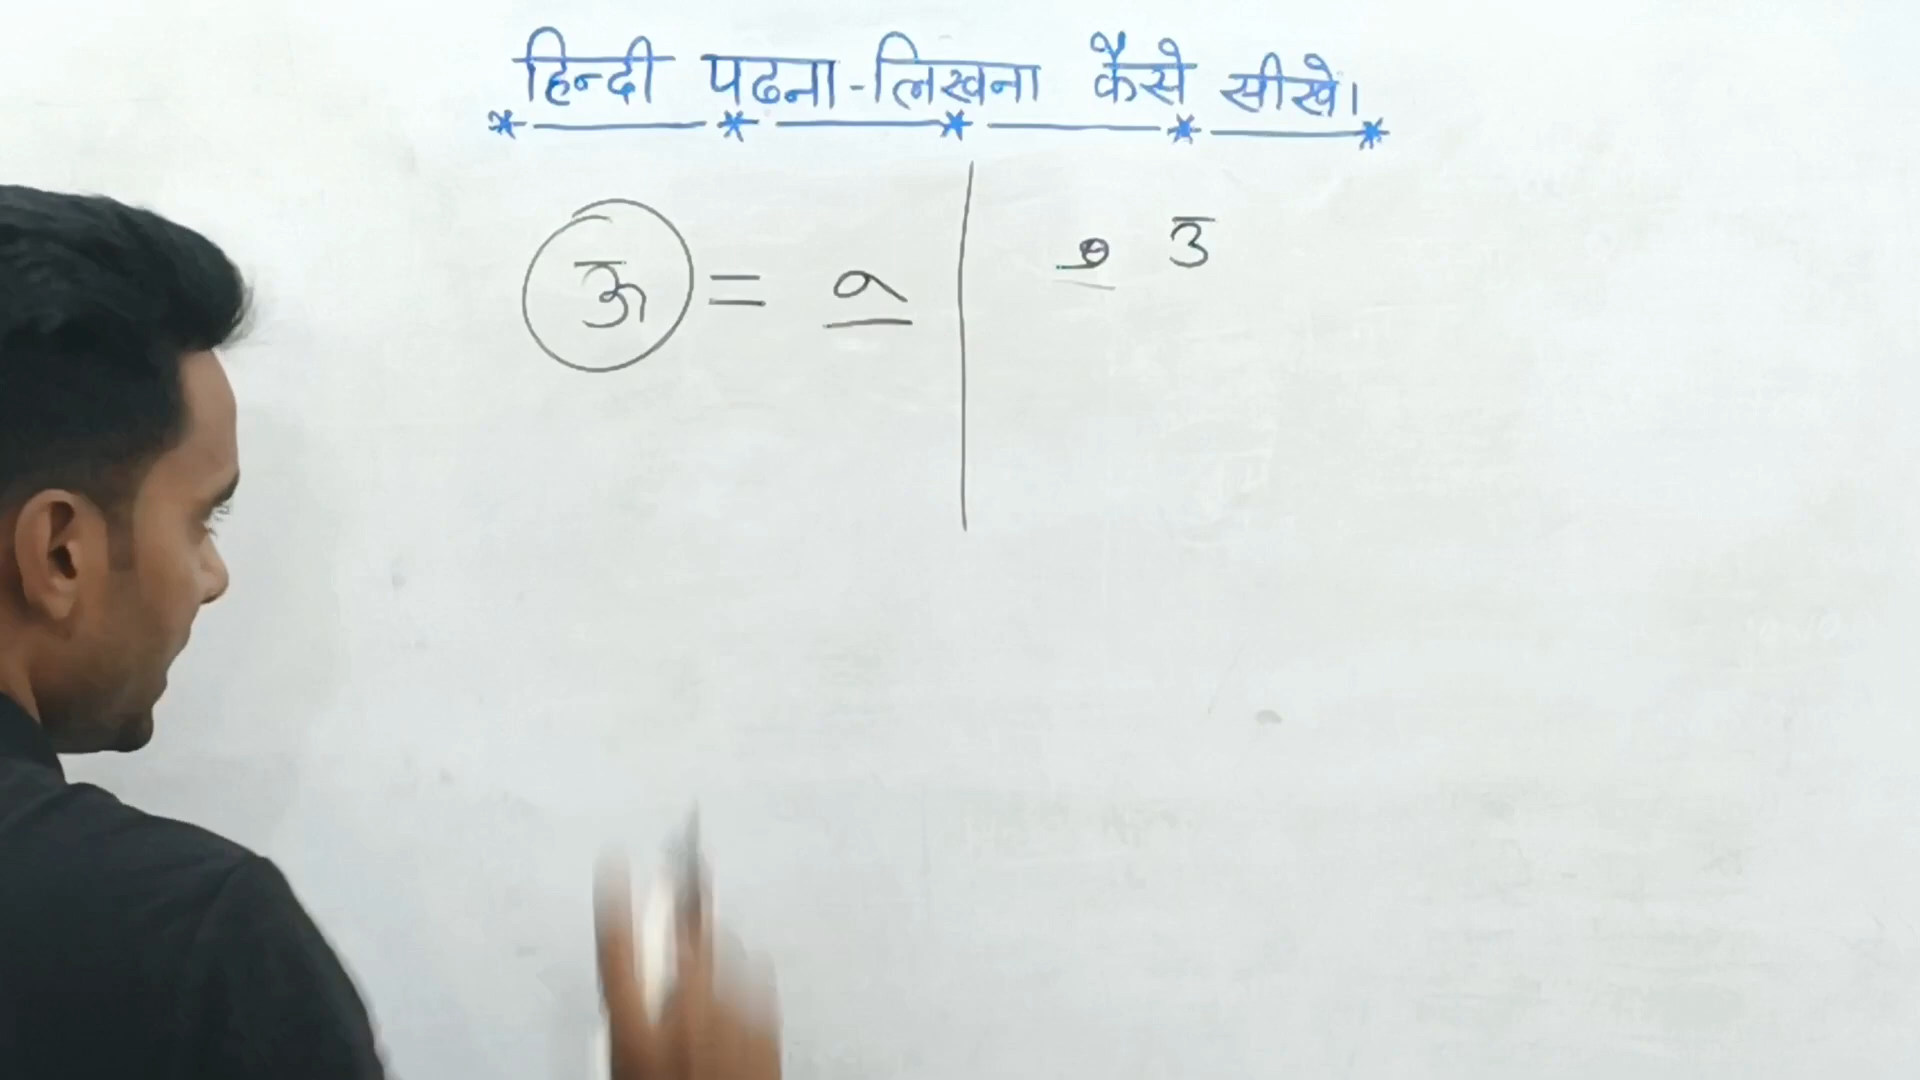 हिन्दी पढना-लिखना कैसे सीखे।
ऊ = ू | ु उ